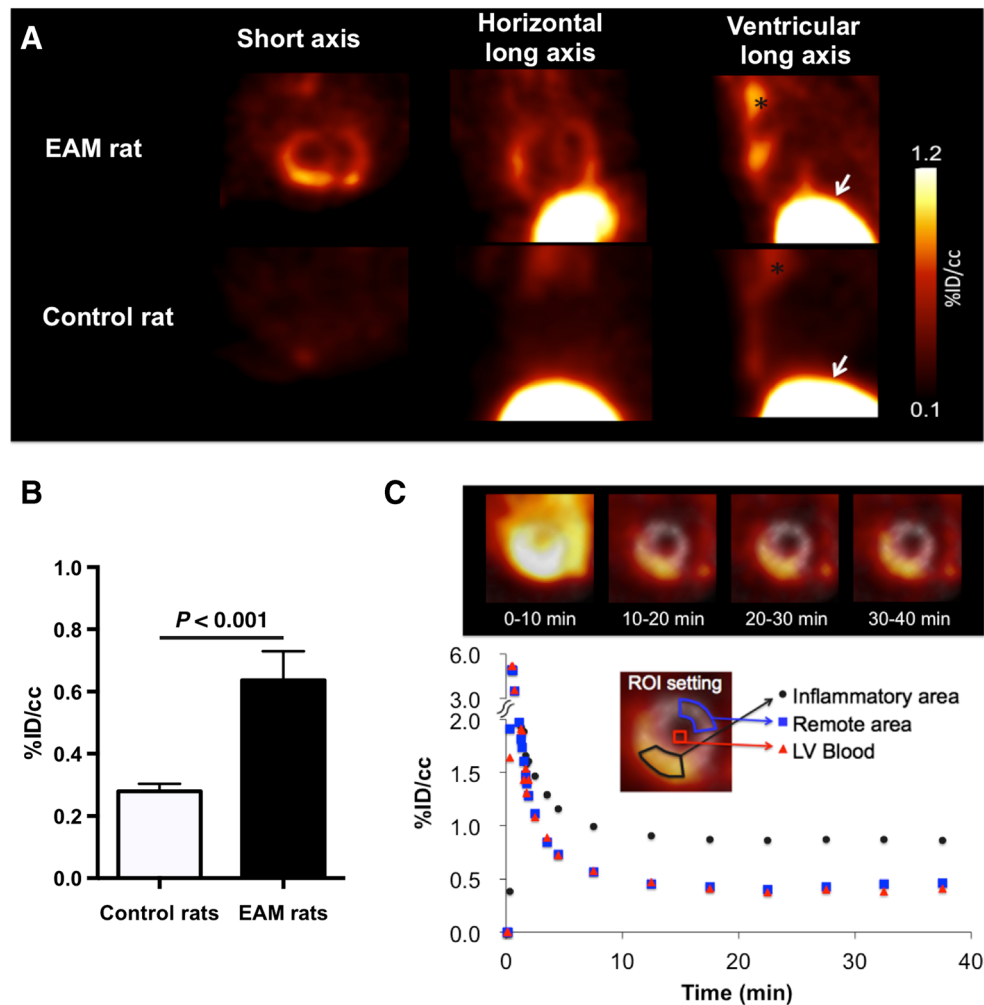 A
Short axis
Horizontal
long axis
Ventricular
long axis
EAM rat
*
Control rat
*
1.2
%ID/cc
0.1
B
%ID/cc
1.0
0.8
0.6
0.4
0.2
0.0
P < 0.001
Control rats
EAM rats
C
0-10 min
10-20 min
20-30 min
30-40 min
%ID/cc
6.0
3.0
2.0
1.5
1.0
0.5
0.0
ROI setting
Inflammatory area
Remote area
LV Blood
0 10 20 30 40
Time (min)